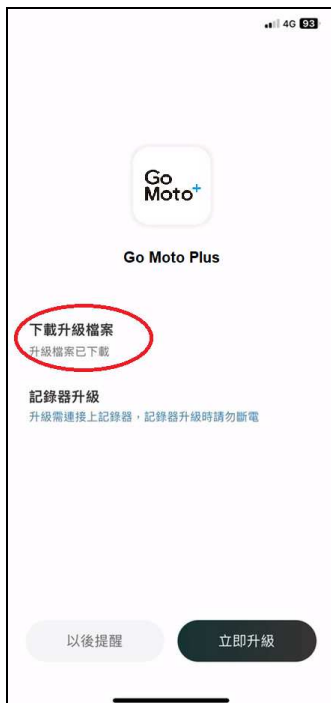 4G 93
Go
Moto+
Go Moto Plus
下載升級檔案
升級檔案已下載
記錄器升級
升級需連接上記錄器，記錄器升級時請勿斷電
以後提醒
立即升級